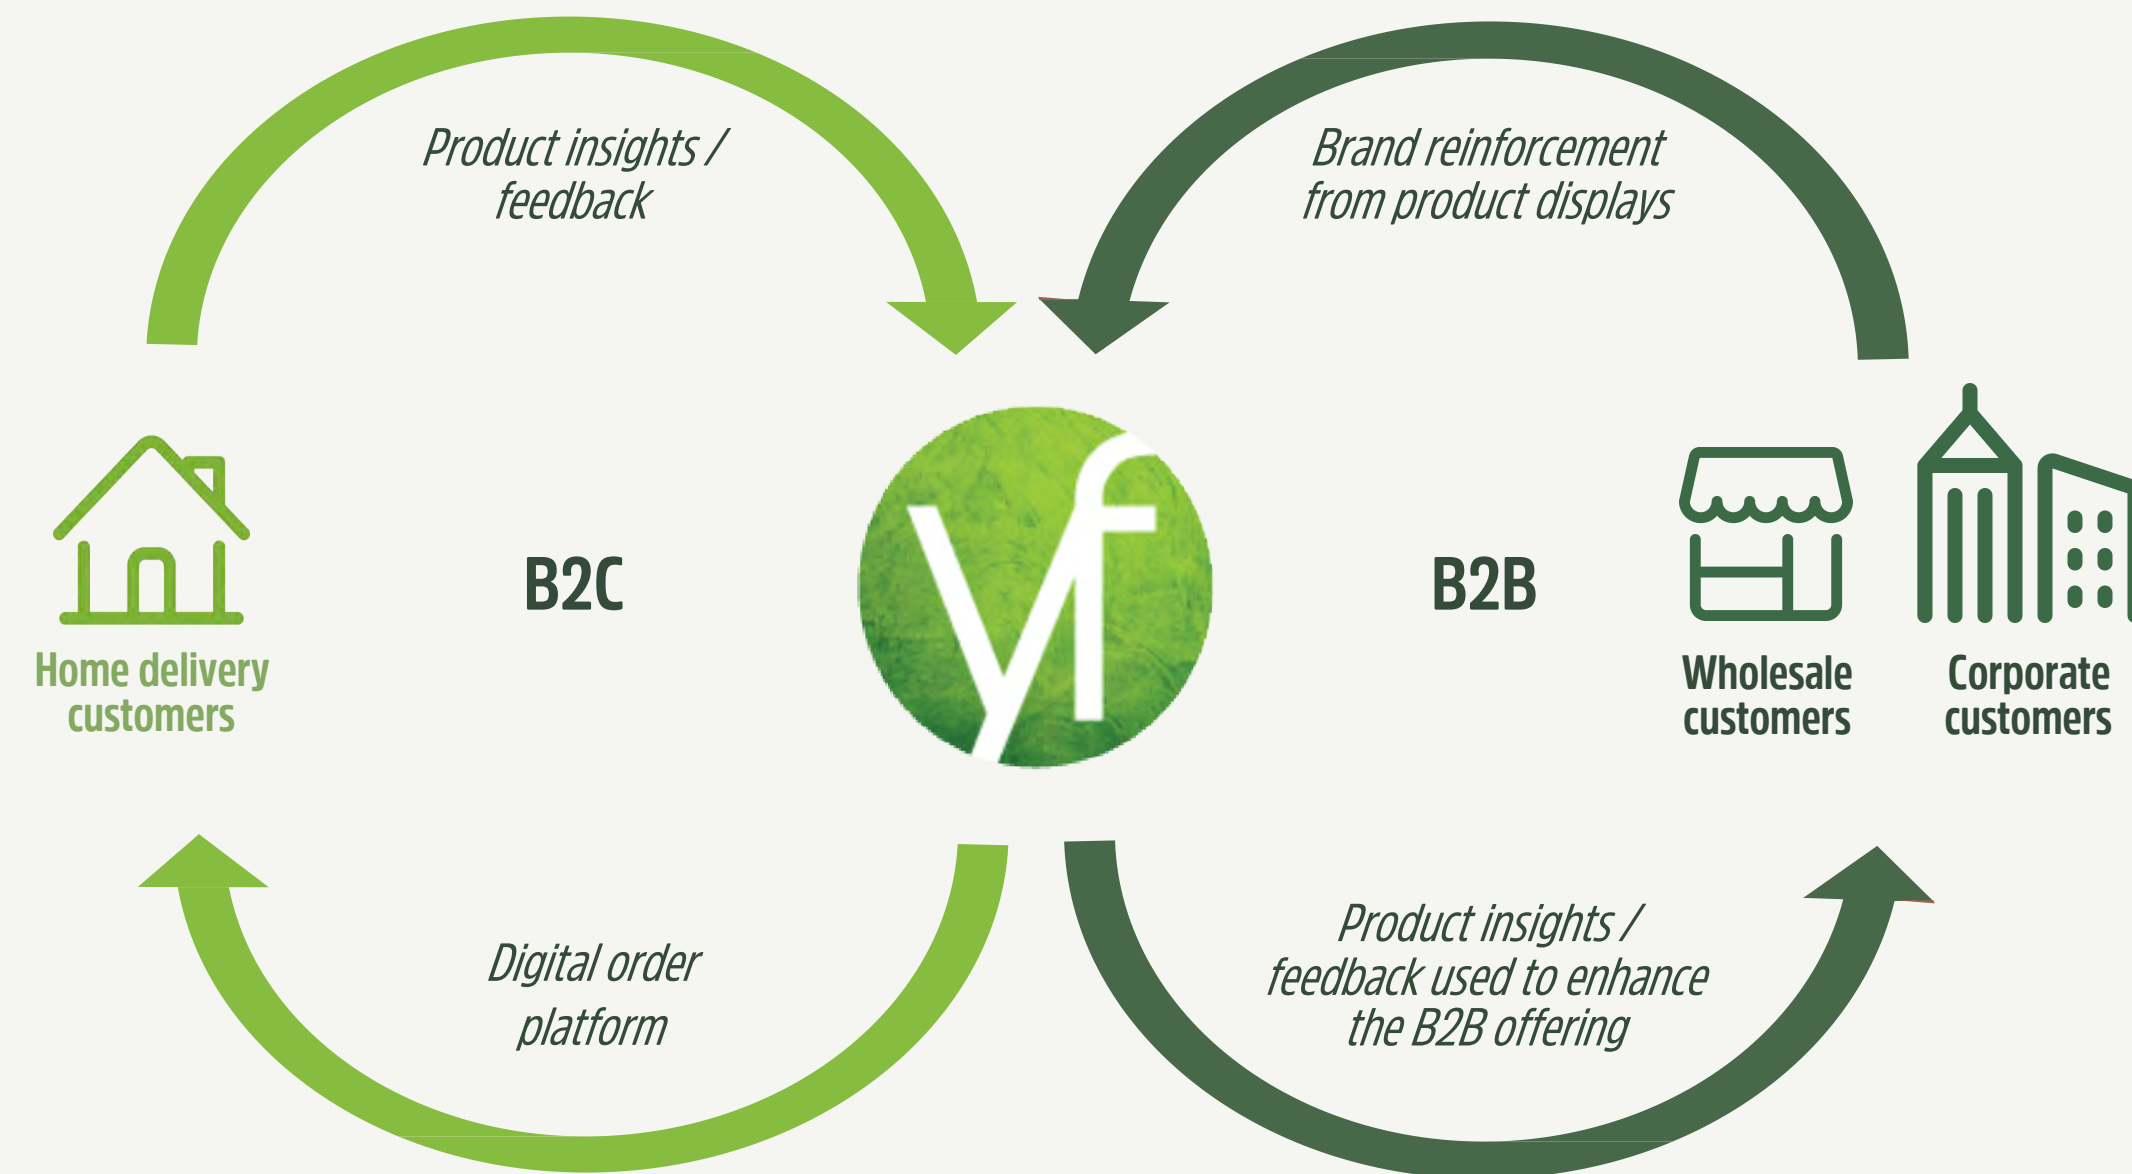 Product insights /
feedback
Brand reinforcement
from product displays
B2C
yf
B2B
Home delivery
customers
Wholesale
customers
Corporate
customers
Digital order
platform
Product insights /
feedback used to enhance
the B2B offering